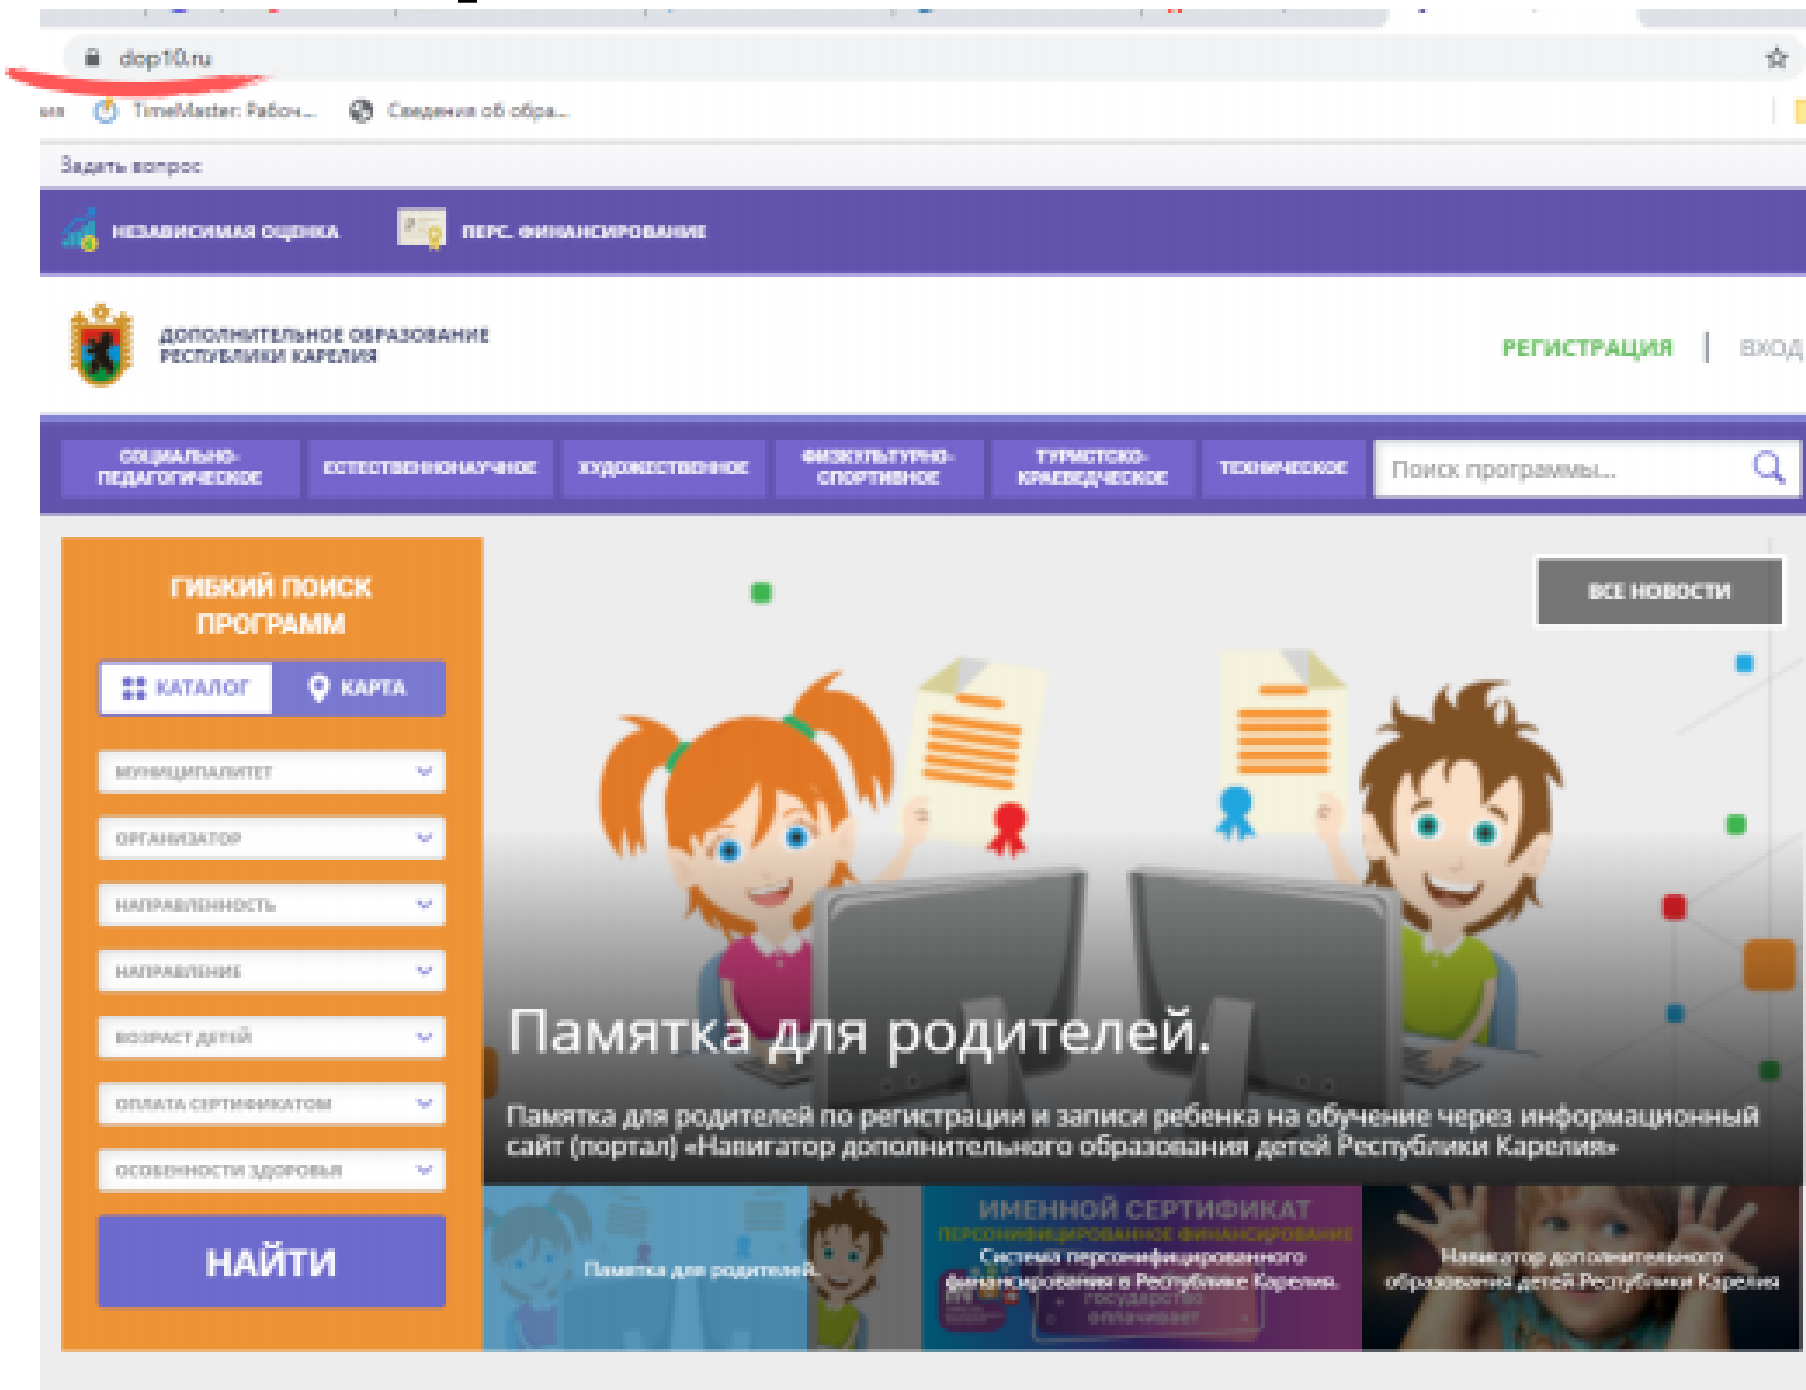 dop10.ru
TimeMaster: Рабоч...
Сведения об обра...
Задать вопрос
НЕЗАВИСИМАЯ ОЦЕНКА
ПЕРС. ФИНАНСИРОВАНИЕ
ДОПОЛНИТЕЛЬНОЕ ОБРАЗОВАНИЕ
РЕСПУБЛИКИ КАРЕЛИЯ
РЕГИСТРАЦИЯ | ВХОД
СОЦИАЛЬНО-
ПЕДАГОГИЧЕСКОЕ
ЕСТЕСТВЕННОНАУЧНОЕ
ХУДОЖЕСТВЕННОЕ
ФИЗКУЛЬТУРНО-
СПОРТИВНОЕ
ТУРИСТСКО-
КРАЕВЕДЧЕСКОЕ
ТЕХНИЧЕСКОЕ
Поиск программы...
ГИБКИЙ ПОИСК
ПРОГРАММ
КАТАЛОГ
КАРТА
МУНИЦИПАЛИТЕТ
ОРГАНИЗАТОР
НАПРАВЛЕННОСТЬ
НАПРАВЛЕНИЕ
ВОЗРАСТ ДЕТЕЙ
ОПЛАТА СЕРТИФИКАТОМ
ОСОБЕННОСТИ ЗДОРОВЬЯ
НАЙТИ
ВСЕ НОВОСТИ
Памятка для родителей.
Памятка для родителей по регистрации и записи ребенка на обучение через информационный
сайт (портал) «Навигатор дополнительного образования детей Республики Карелия»
Памятка для родителей.
ИМЕННОЙ СЕРТИФИКАТ
ПЕРСОНИФИЦИРОВАННОЕ ФИНАНСИРОВАНИЕ
Система персонифицированного
финансирования в Республике Карелия.
государство
оплачивает
Навигатор дополнительного
образования детей Республики Карелия